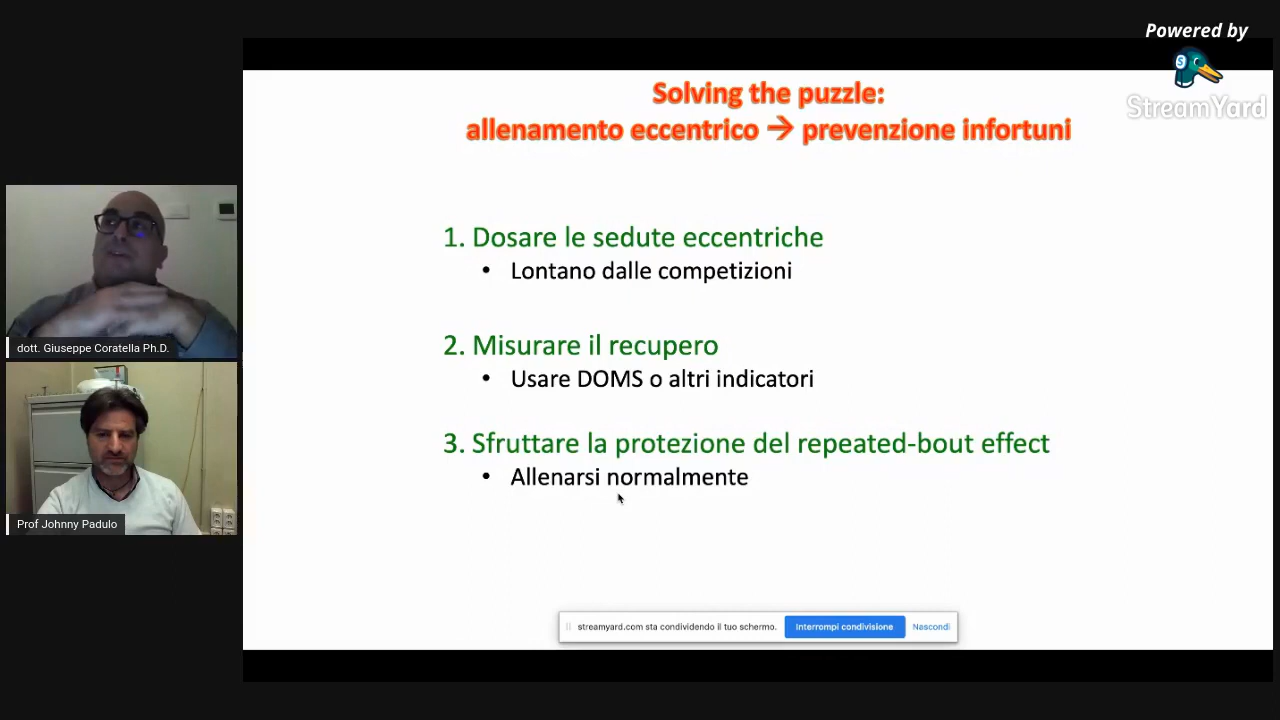 Powered by
StreamYard
Solving the puzzle:
allenamento eccentrico → prevenzione infortuni
1. Dosare le sedute eccentriche
• Lontano dalle competizioni
2. Misurare il recupero
• Usare DOMS o altri indicatori
3. Sfruttare la protezione del repeated-bout effect
• Allenarsi normalmente
dott. Giuseppe Coratella Ph.D.
Prof Johnny Padulo
streamyard.com sta condividendo il tuo schermo. Interrompi condivisione Nascondi